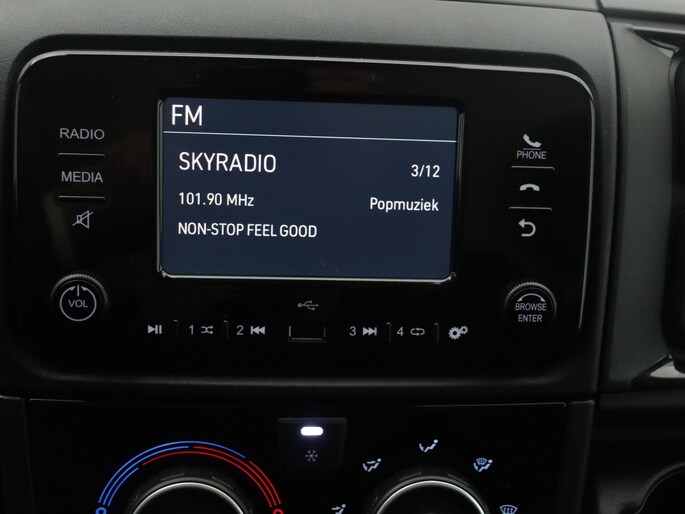 FM
RADIO
SKYRADIO
3/12
PHONE
MEDIA
101.90 MHz
Popmuziek
NON-STOP FEEL GOOD
VOL
BROWSE
ENTER
1
2
3
4